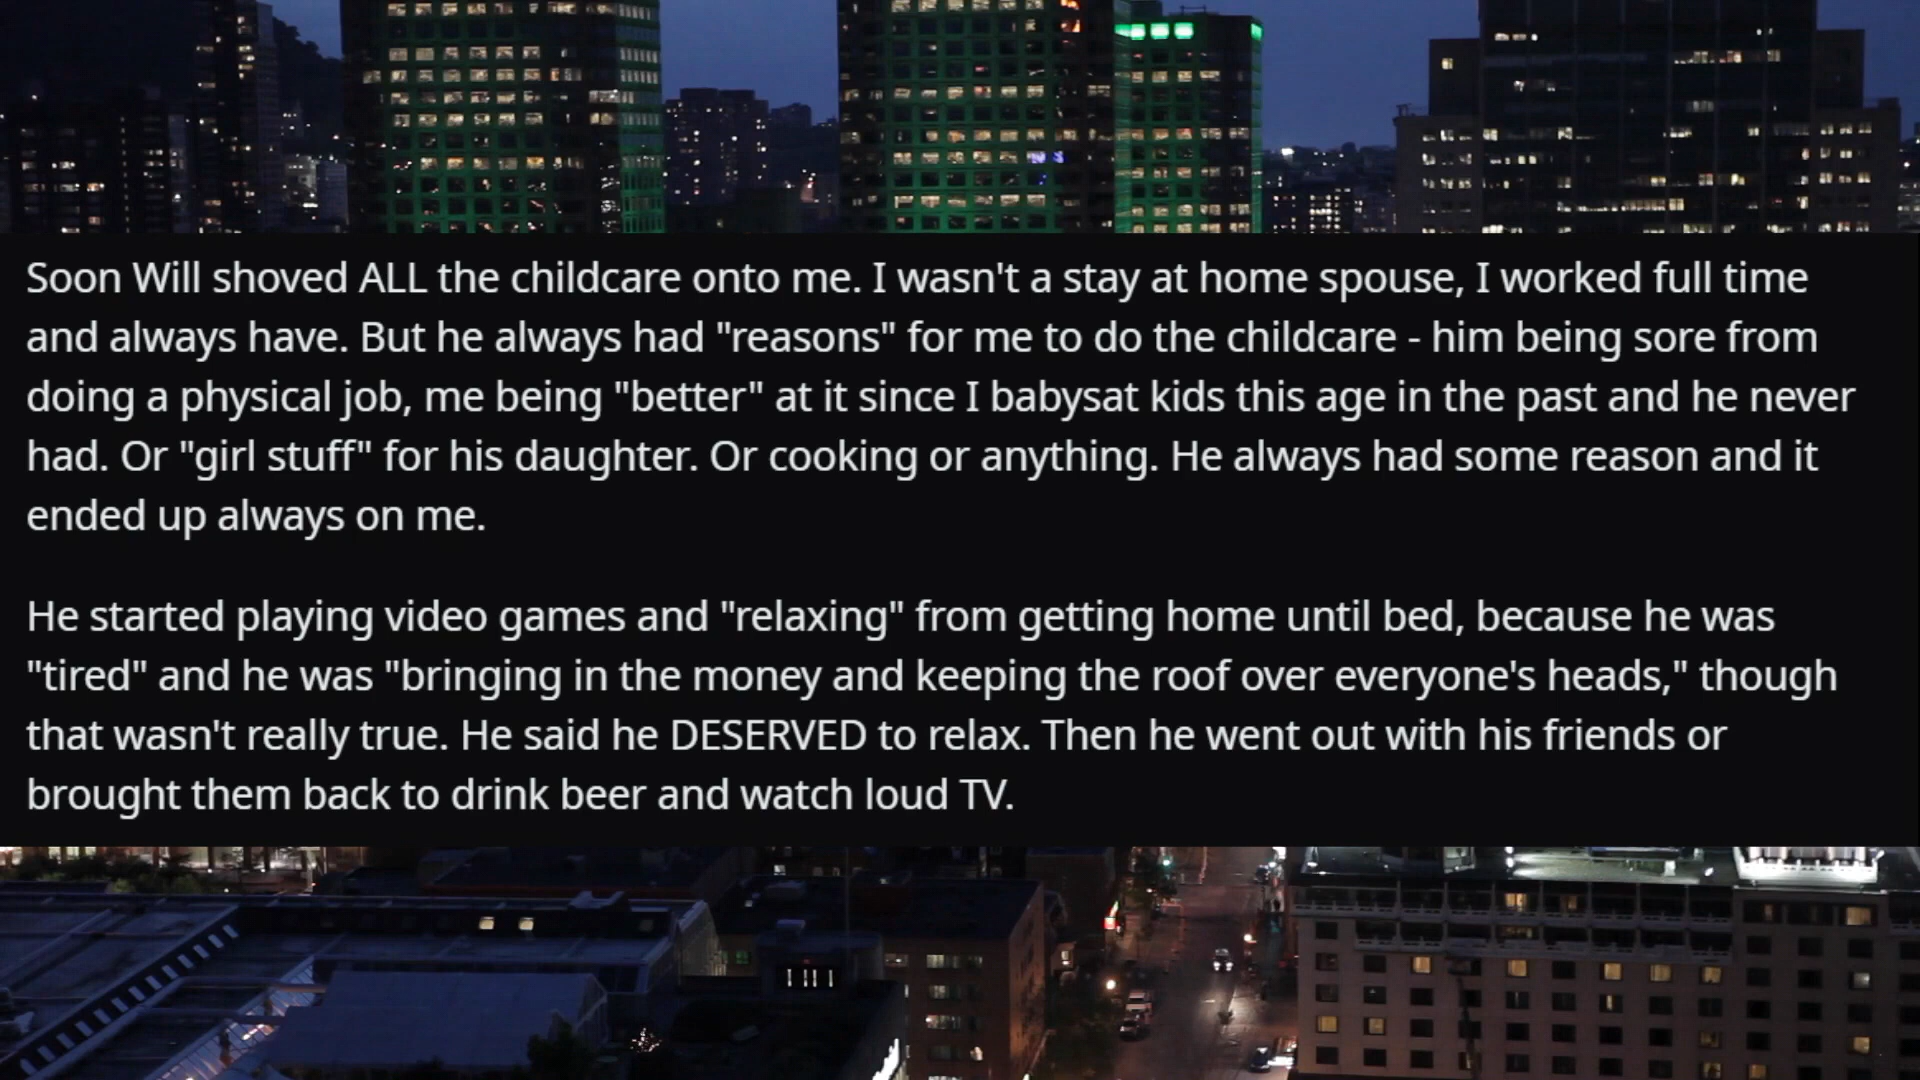 Soon Will shoved ALL the childcare onto me. I wasn't a stay at home spouse, I worked full time
and always have. But he always had "reasons" for me to do the childcare - him being sore from
doing a physical job, me being "better" at it since I babysat kids this age in the past and he never
had. Or "girl stuff" for his daughter. Or cooking or anything. He always had some reason and it
ended up always on me.
He started playing video games and "relaxing" from getting home until bed, because he was
"tired" and he was "bringing in the money and keeping the roof over everyone's heads," though
that wasn't really true. He said he DESERVED to relax. Then he went out with his friends or
brought them back to drink beer and watch loud TV.